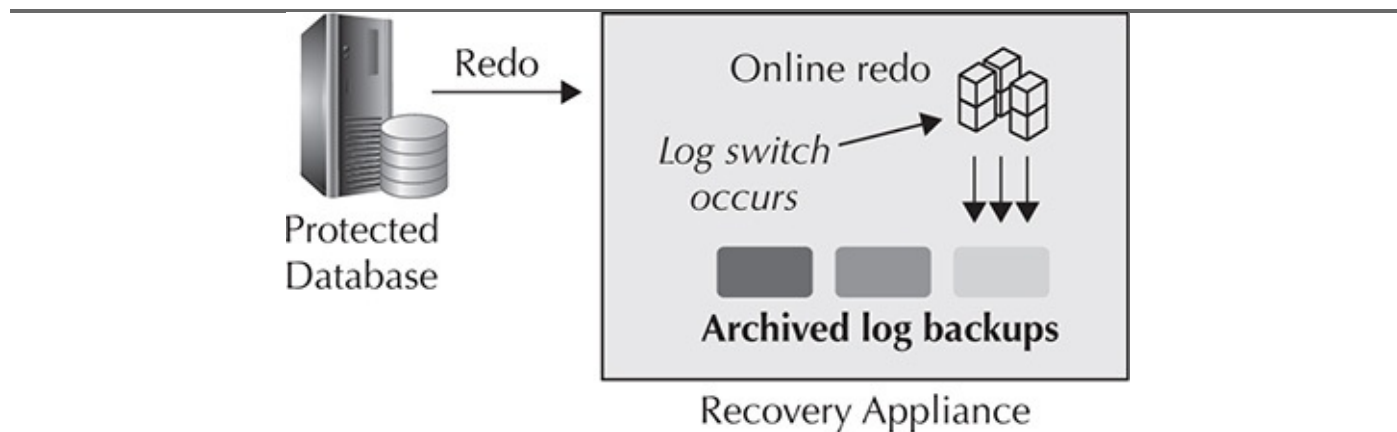 Redo
Online redo
Log switch
occurs
Protected
Database
Archived log backups
Recovery Appliance